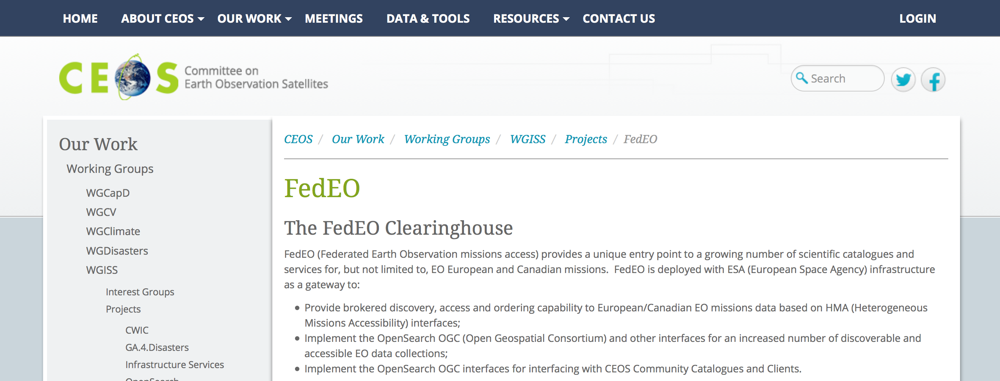 HOME ABOUT CEOS OUR WORK MEETINGS DATA & TOOLS RESOURCES CONTACT US LOGIN
CEOS Committee on
Earth Observation Satellites
Search
Our Work
Working Groups
WGCapD
WGCV
WGClimate
WGDisasters
WGISS
Interest Groups
Projects
CWIC
GA.4.Disasters
Infrastructure Services
OpenSearch
CEOS / Our Work / Working Groups / WGISS / Projects / FedEO
FedEO
The FedEO Clearinghouse
FedEO (Federated Earth Observation missions access) provides a unique entry point to a growing number of scientific catalogues and
services for, but not limited to, EO European and Canadian missions.  FedEO is deployed with ESA (European Space Agency) infrastructure
as a gateway to:
• Provide brokered discovery, access and ordering capability to European/Canadian EO missions data based on HMA (Heterogeneous
Missions Accessibility) interfaces;
• Implement the OpenSearch OGC (Open Geospatial Consortium) and other interfaces for an increased number of discoverable and
accessible EO data collections;
• Implement the OpenSearch OGC interfaces for interfacing with CEOS Community Catalogues and Clients.